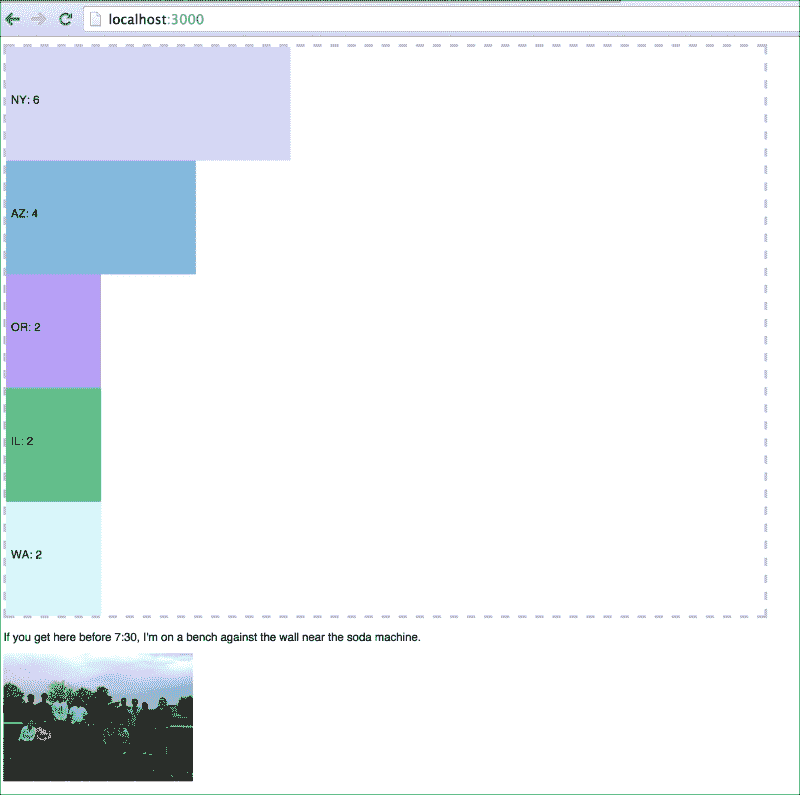 localhost:3000
NY: 6
AZ: 4
OR: 2
IL: 2
WA: 2
If you get here before 7:30, I'm on a bench against the wall near the soda machine.